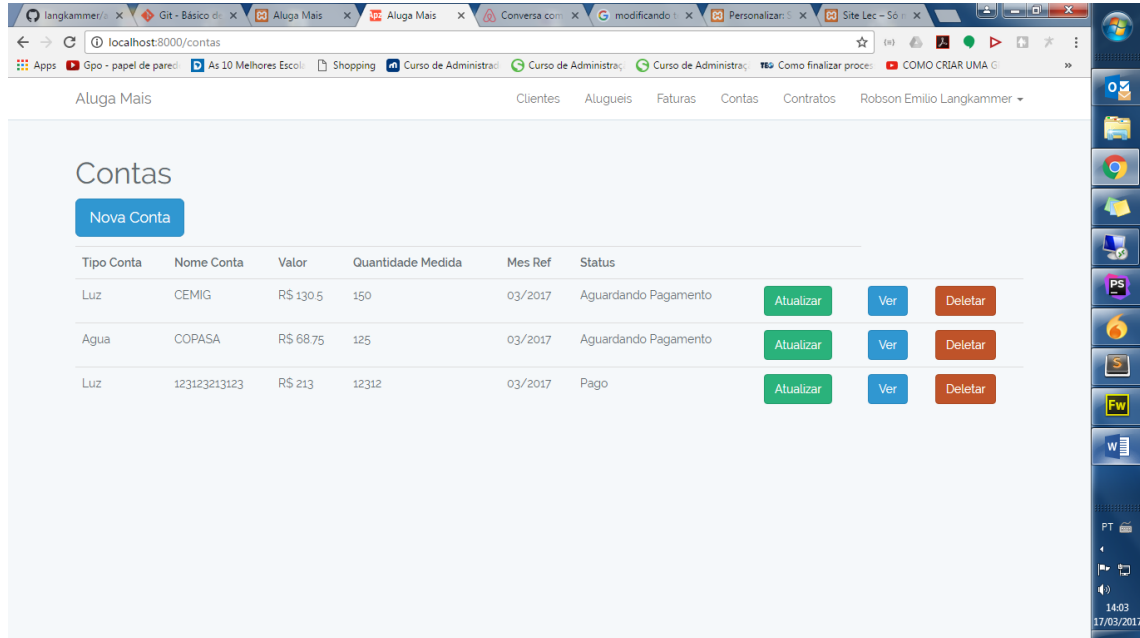 langkammer/a
Git - Básico de
Aluga Mais
Aluga Mais
Conversa com
modificando t
Personalizar: S
Site Lec – Só
localhost:8000/contas
Apps Gpo - papel de pared As 10 Melhores Escol Shopping Curso de Administrad Curso de Administraç Curso de Administraç TBD Como finalizar proces COMO CRIAR UMA G »
Aluga Mais Clientes Alugueis Faturas Contas Contratos Robson Emilio Langkammer
Contas
Nova Conta
Tipo Conta Nome Conta Valor Quantidade Medida Mes Ref Status
Luz CEMIG R$ 130.5 150 03/2017 Aguardando Pagamento Atualizar Ver Deletar
Agua COPASA R$ 68.75 125 03/2017 Aguardando Pagamento Atualizar Ver Deletar
Luz 123123213123 R$ 213 12312 03/2017 Pago Atualizar Ver Deletar
PS
S
Fw
W
PT
14:03
17/03/2017